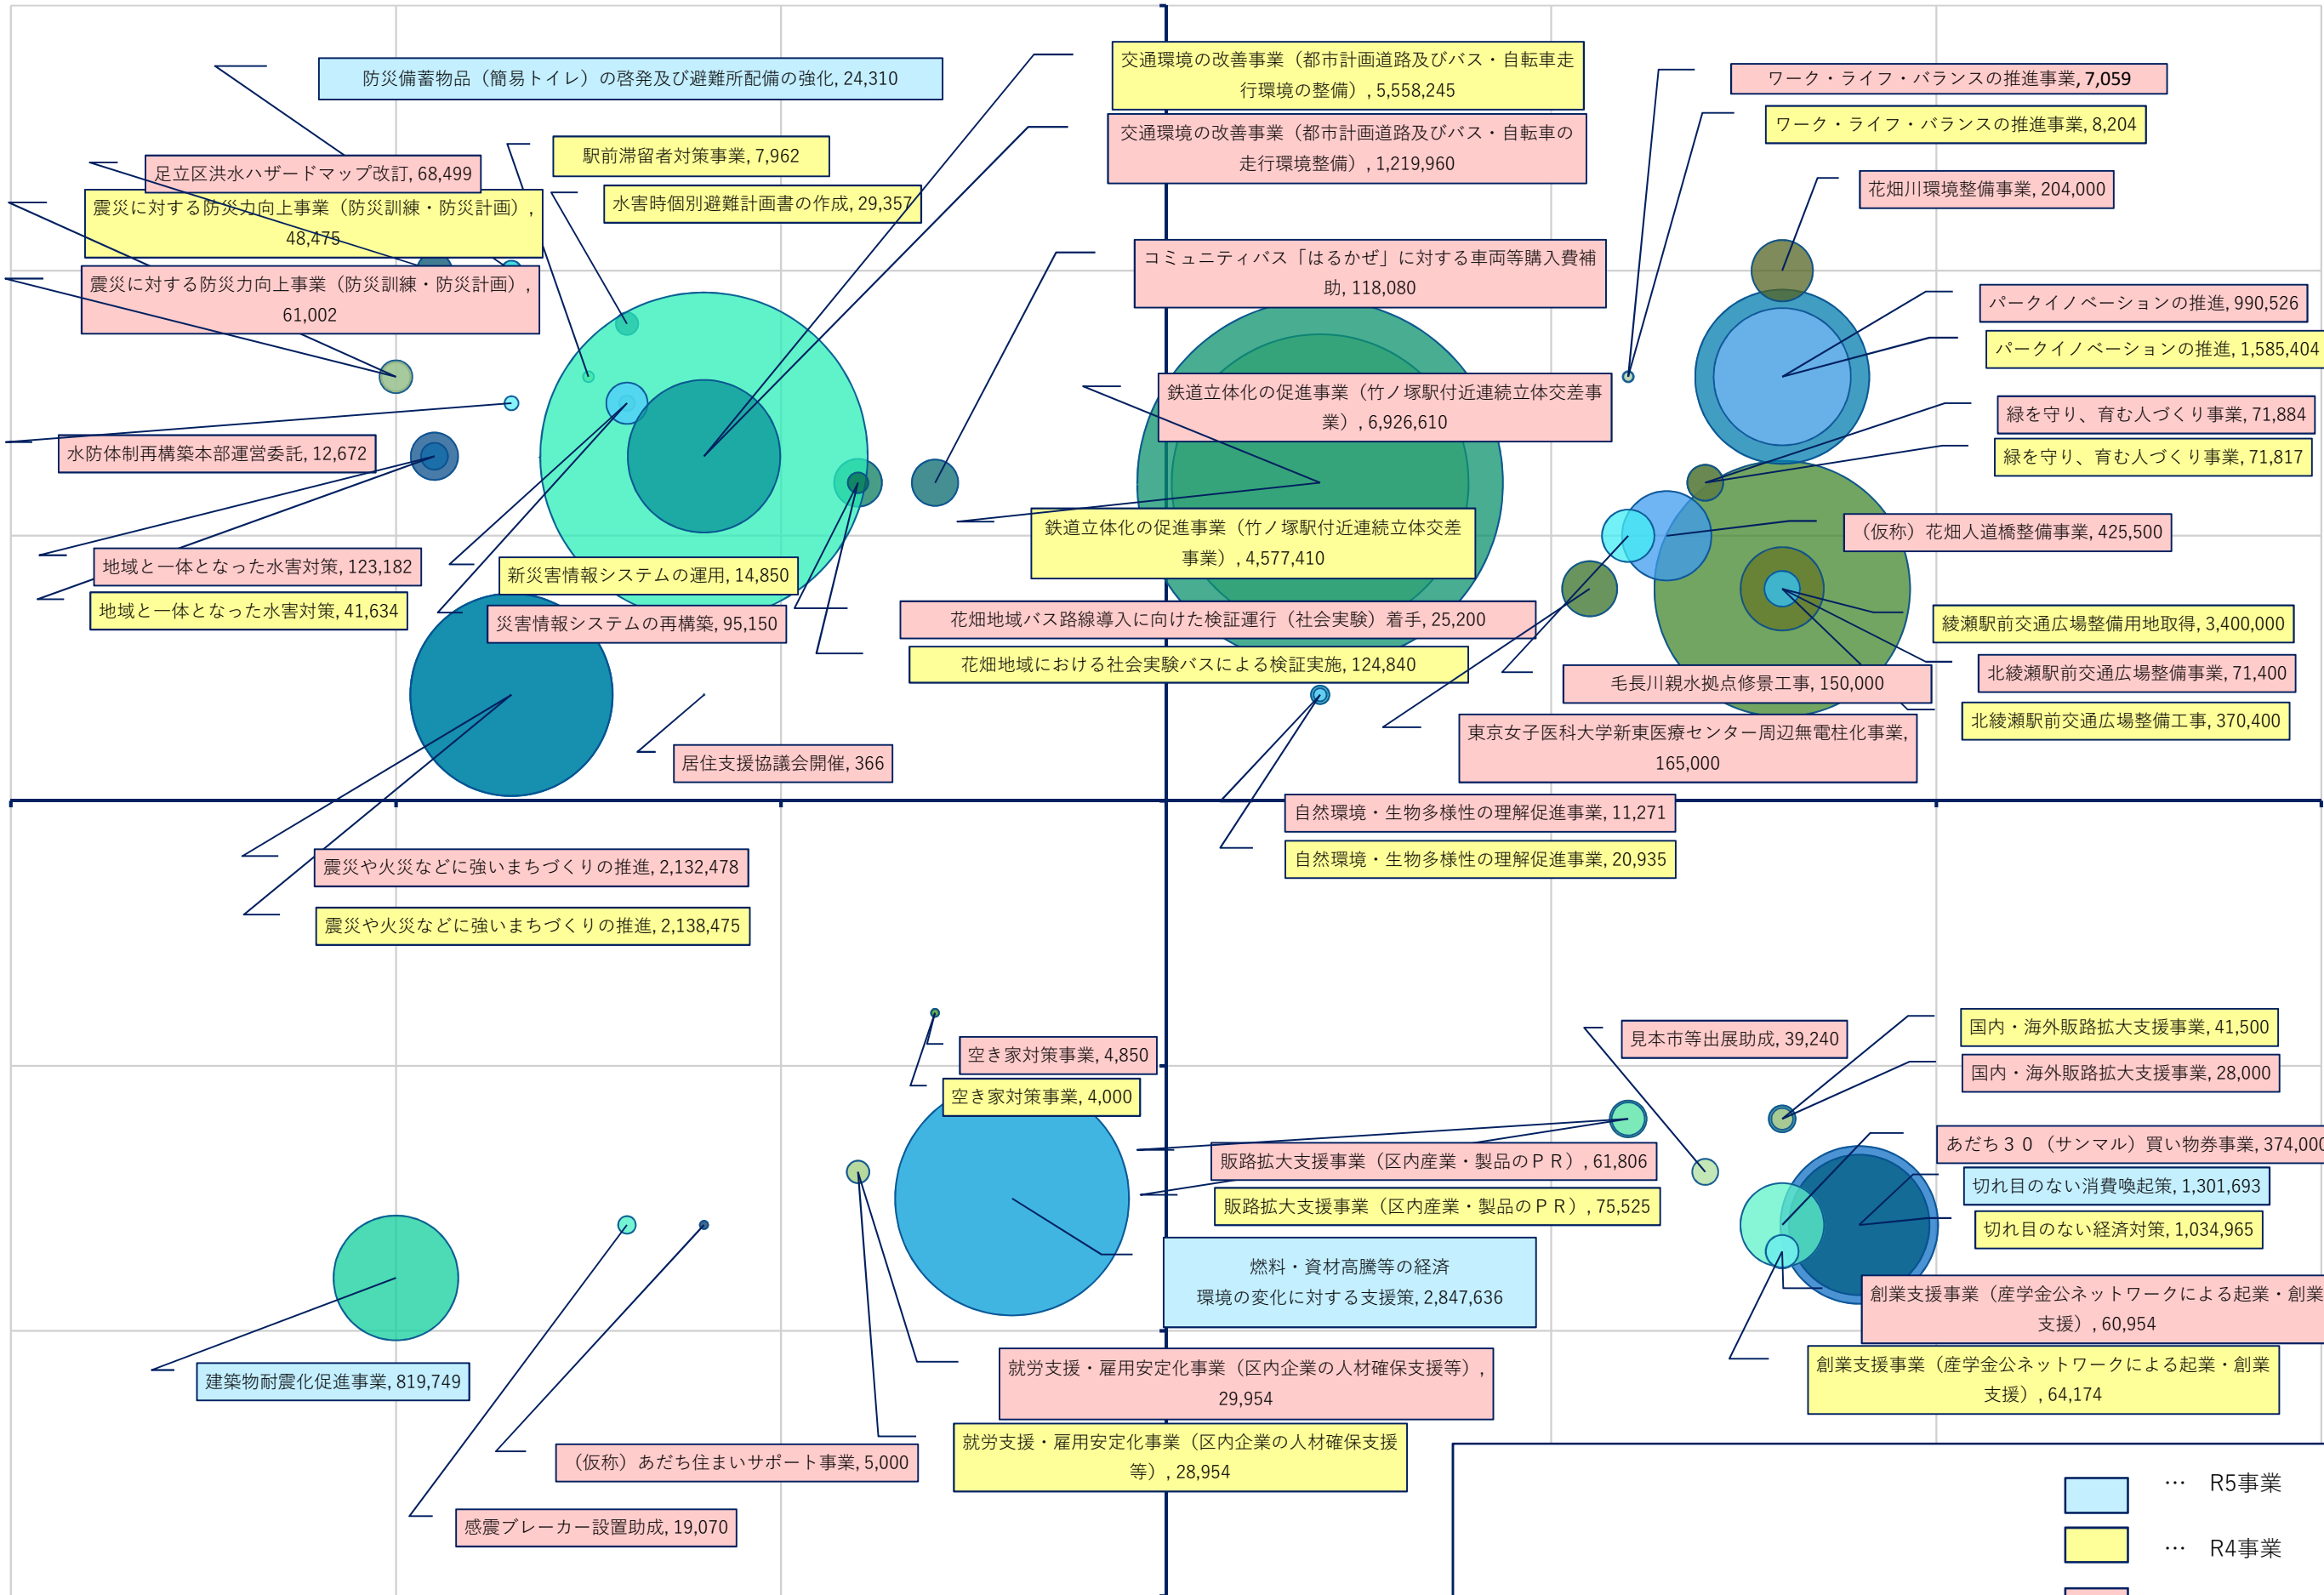 防災備蓄物品（簡易トイレ）の啓発及び避難所配備の強化, 24,310
交通環境の改善事業（都市計画道路及びバス・自転車走
行環境の整備）, 5,558,245
交通環境の改善事業（都市計画道路及びバス・自転車の
走行環境整備）, 1,219,960
ワーク・ライフ・バランスの推進事業, 7,059
ワーク・ライフ・バランスの推進事業, 8,204
駅前滞留者対策事業, 7,962
足立区洪水ハザードマップ改訂, 68,499
水害時個別避難計画書の作成, 29,357
花畑川環境整備事業, 204,000
震災に対する防災力向上事業（防災訓練・防災計画）,
48,475
震災に対する防災力向上事業（防災訓練・防災計画）,
61,002
コミュニティバス「はるかぜ」に対する車両等購入費補
助, 118,080
パークイノベーションの推進, 990,526
パークイノベーションの推進, 1,585,404
鉄道立体化の促進事業（竹ノ塚駅付近連続立体交差事
業）, 6,926,610
緑を守り、育む人づくり事業, 71,884
緑を守り、育む人づくり事業, 71,817
水防体制再構築本部運営委託, 12,672
鉄道立体化の促進事業（竹ノ塚駅付近連続立体交差
事業）, 4,577,410
（仮称）花畑人道橋整備事業, 425,500
地域と一体となった水害対策, 123,182
地域と一体となった水害対策, 41,634
新災害情報システムの運用, 14,850
災害情報システムの再構築, 95,150
花畑地域バス路線導入に向けた検証運行（社会実験）着手, 25,200
花畑地域における社会実験バスによる検証実施, 124,840
綾瀬駅前交通広場整備用地取得, 3,400,000
北綾瀬駅前交通広場整備事業, 71,400
北綾瀬駅前交通広場整備工事, 370,400
毛長川親水拠点修景工事, 150,000
東京女子医科大学新東医療センター周辺無電柱化事業,
165,000
居住支援協議会開催, 366
自然環境・生物多様性の理解促進事業, 11,271
自然環境・生物多様性の理解促進事業, 20,935
震災や火災などに強いまちづくりの推進, 2,132,478
震災や火災などに強いまちづくりの推進, 2,138,475
空き家対策事業, 4,850
空き家対策事業, 4,000
見本市等出展助成, 39,240
国内・海外販路拡大支援事業, 41,500
国内・海外販路拡大支援事業, 28,000
販路拡大支援事業（区内産業・製品のＰＲ）, 61,806
販路拡大支援事業（区内産業・製品のＰＲ）, 75,525
あだち３０（サンマル）買い物券事業, 374,000
切れ目のない消費喚起策, 1,301,693
切れ目のない経済対策, 1,034,965
燃料・資材高騰等の経済
環境の変化に対する支援策, 2,847,636
創業支援事業（産学金公ネットワークによる起業・創業
支援）, 60,954
創業支援事業（産学金公ネットワークによる起業・創業
支援）, 64,174
建築物耐震化促進事業, 819,749
就労支援・雇用安定化事業（区内企業の人材確保支援等）,
29,954
就労支援・雇用安定化事業（区内企業の人材確保支援
等）, 28,954
（仮称）あだち住まいサポート事業, 5,000
感震ブレーカー設置助成, 19,070
… R5事業
… R4事業